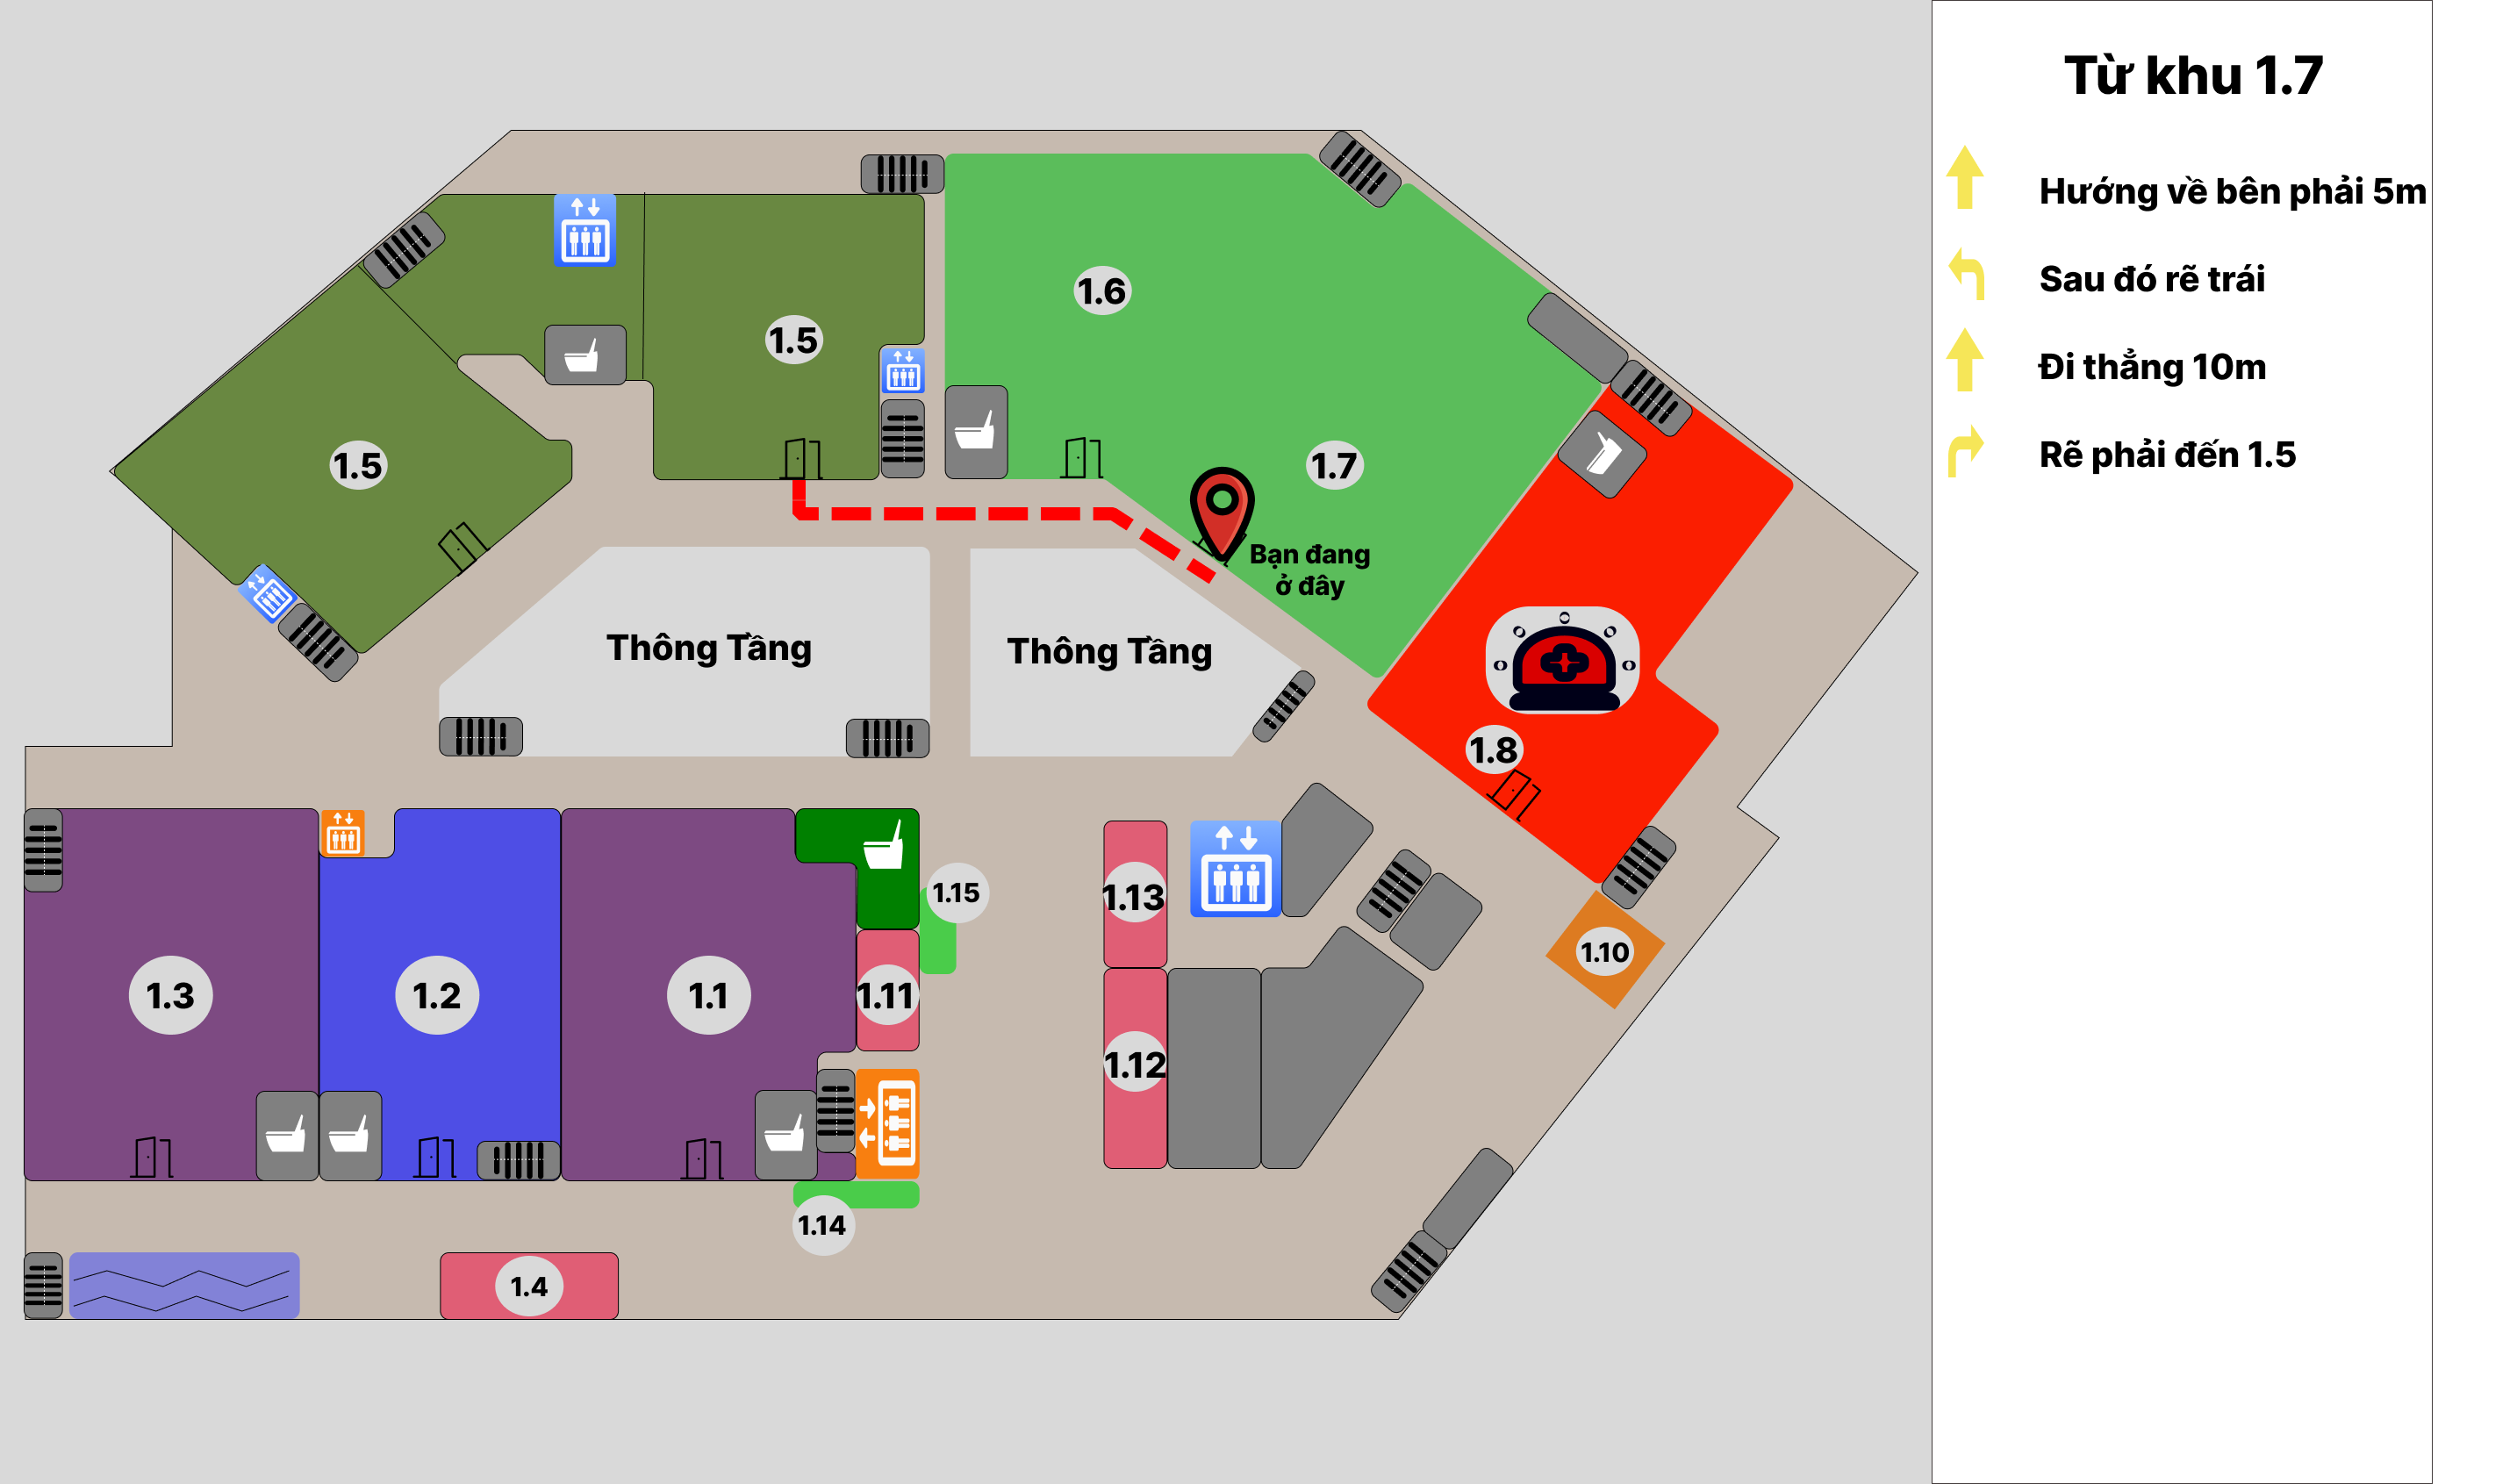 Từ khu 1.7
Hướng về bên phải 5m
Sau đó rẽ trái
Đi thẳng 10m
Rẽ phải đến 1.5
1.6
1.5
1.5
1.7
Bạn đang
ở đây
Thông Tầng
Thông Tầng
1.8
1.15
1.13
1.10
1.3
1.2
1.1
1.11
1.12
1.14
1.4